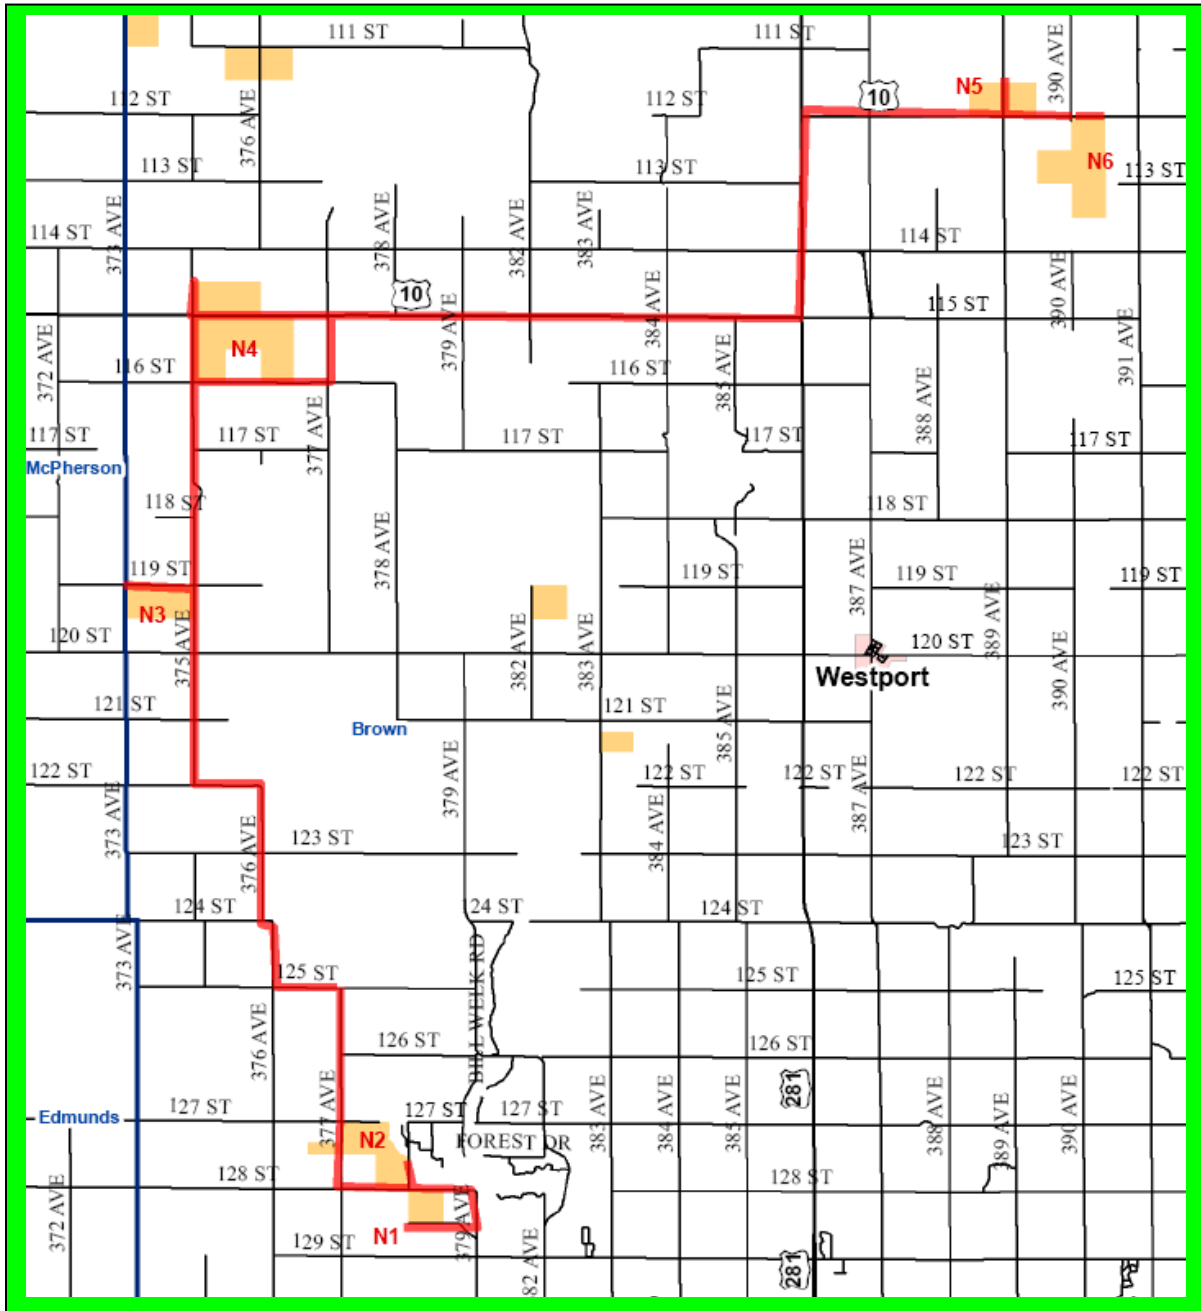 111 ST
111 ST
390 AVE
N5
10
112 ST
112 ST
376 AVE
N6
113 ST
113 ST
113 ST
373 AVE
378 AVE
382 AVE
383 AVE
114 ST
114 ST
10
379 AVE
384 AVE
115 ST
390 AVE
391 AVE
N4
372 AVE
116 ST
116 ST
385 AVE
388 AVE
377 AVE
117 ST
117 ST
117 ST
117 ST
117 ST
McPherson
118 ST
118 ST
378 AVE
387 AVE
119 ST
119 ST
119 ST
119 ST
N3
375 AVE
382 AVE
383 AVE
389 AVE
120 ST
120 ST
390 AVE
Westport
121 ST
121 ST
385 AVE
Brown
379 AVE
122 ST
122 ST
122 ST
122 ST
122 ST
373 AVE
387 AVE
384 AVE
123 ST
123 ST
376 AVE
124 ST
124 ST
124 ST
373 AVE
BILL WELK RD
125 ST
125 ST
125 ST
376 AVE
126 ST
126 ST
281
383 AVE
384 AVE
385 AVE
388 AVE
389 AVE
390 AVE
377 AVE
Edmunds
127 ST
127 ST
127 ST
N2
FOREST DR
128 ST
128 ST
372 AVE
379 AVE
N1
129 ST
82 AVE
281